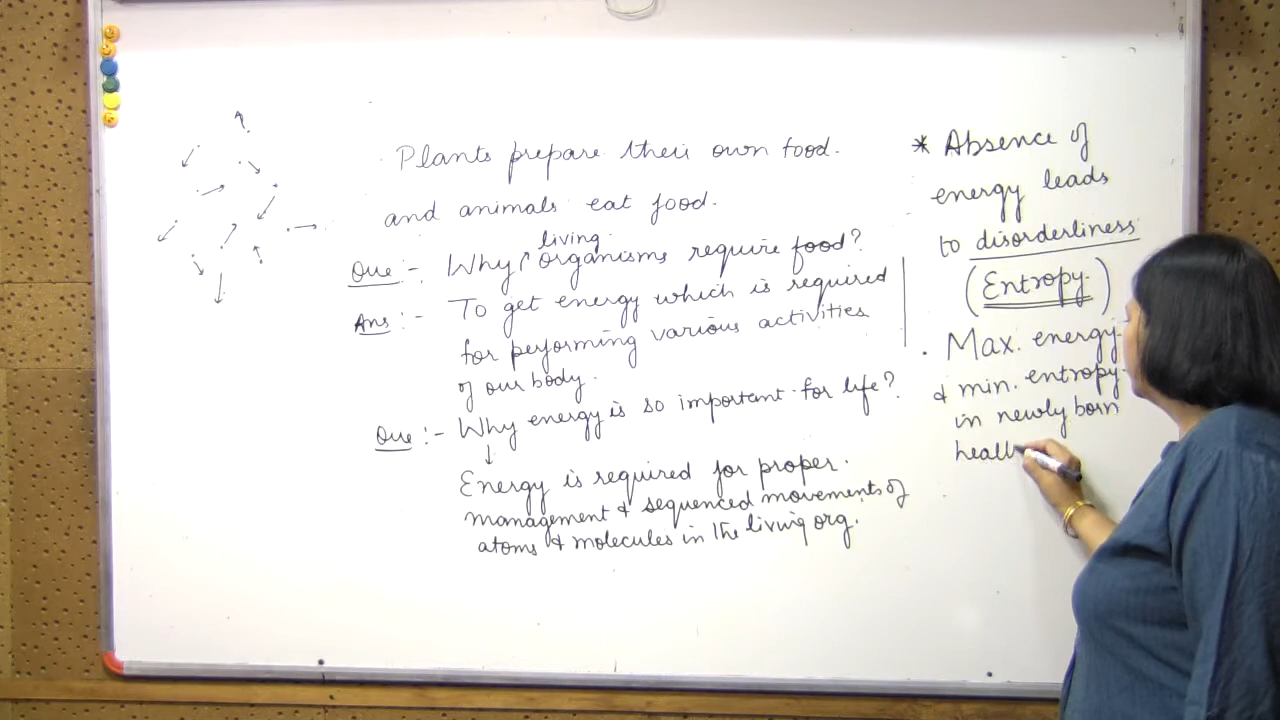 Plants prepare their own food.
and animals eat food.
living
Que :- Why organisms require food?
Ans :- To get energy which is required
for performing various activities
of our body.
Que :- Why energy is so important for life?
↓
Energy is required for proper
management & sequenced movements of
atoms & molecules in the living org.
* Absence of
energy leads
to disorderliness
(Entropy)
. Max. energy
& min. entropy
in newly born